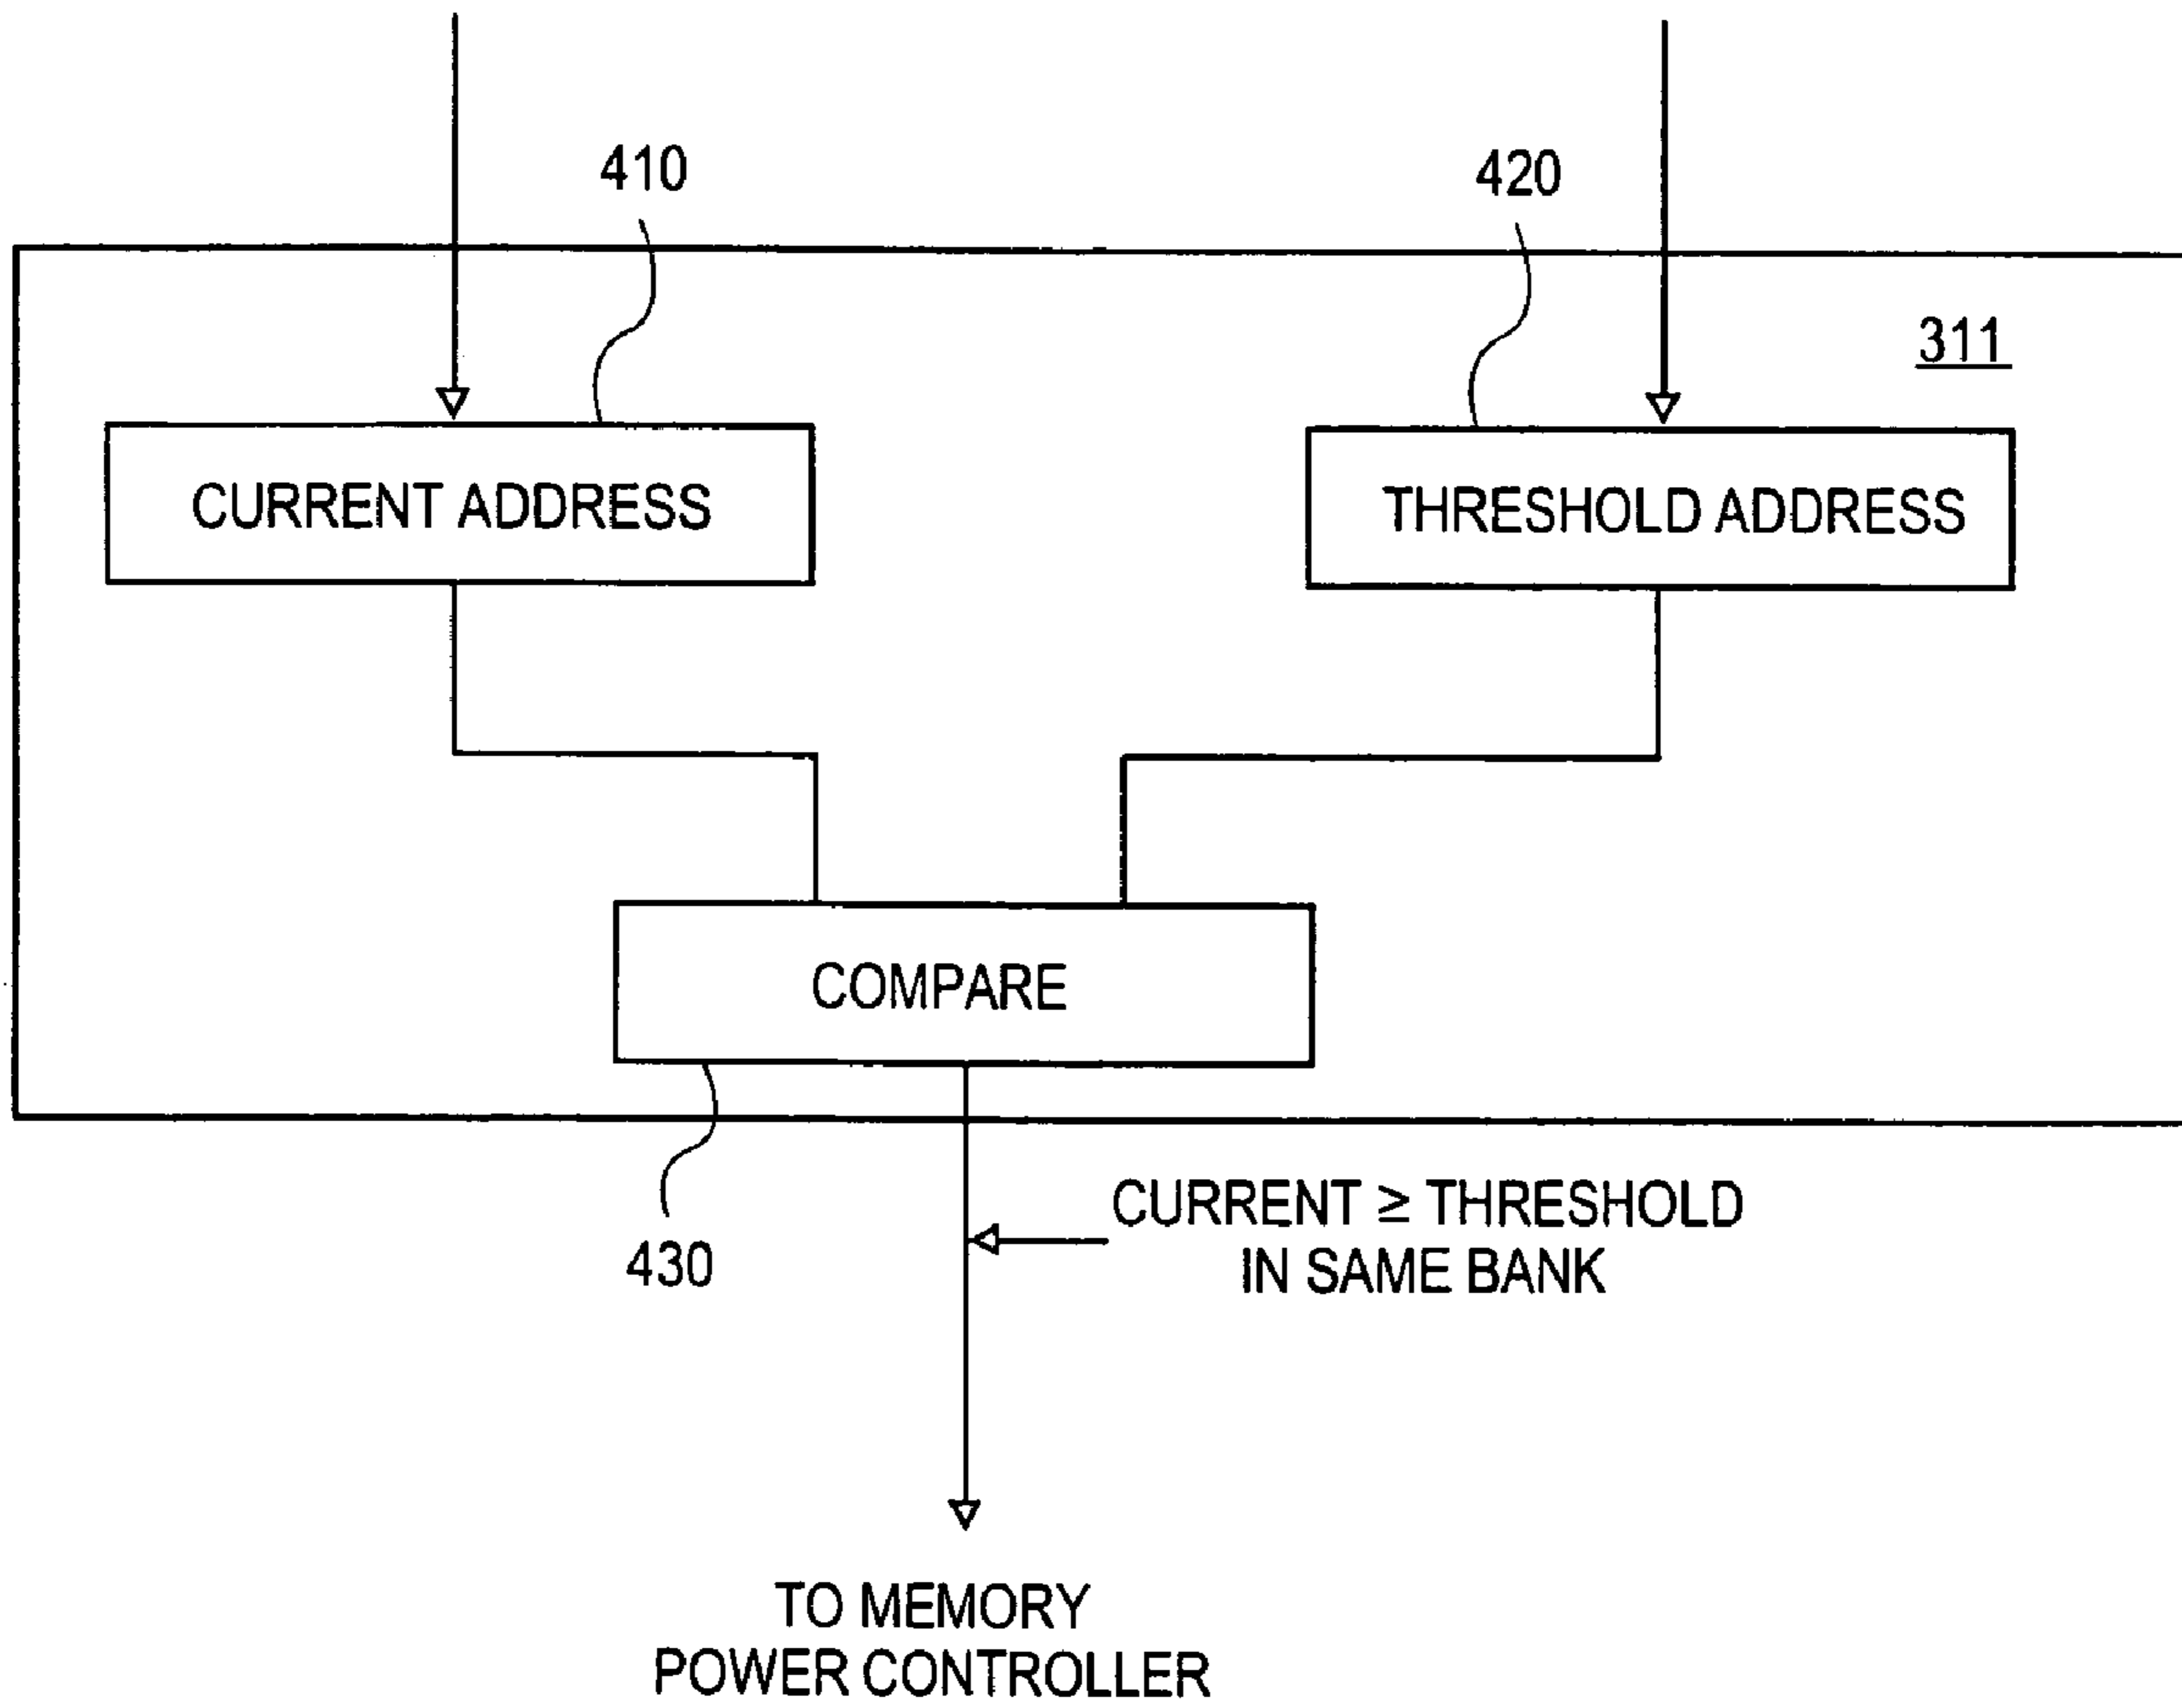 410
420
311
CURRENT ADDRESS
THRESHOLD ADDRESS
COMPARE
430
CURRENT ≥ THRESHOLD
IN SAME BANK
TO MEMORY
POWER CONTROLLER